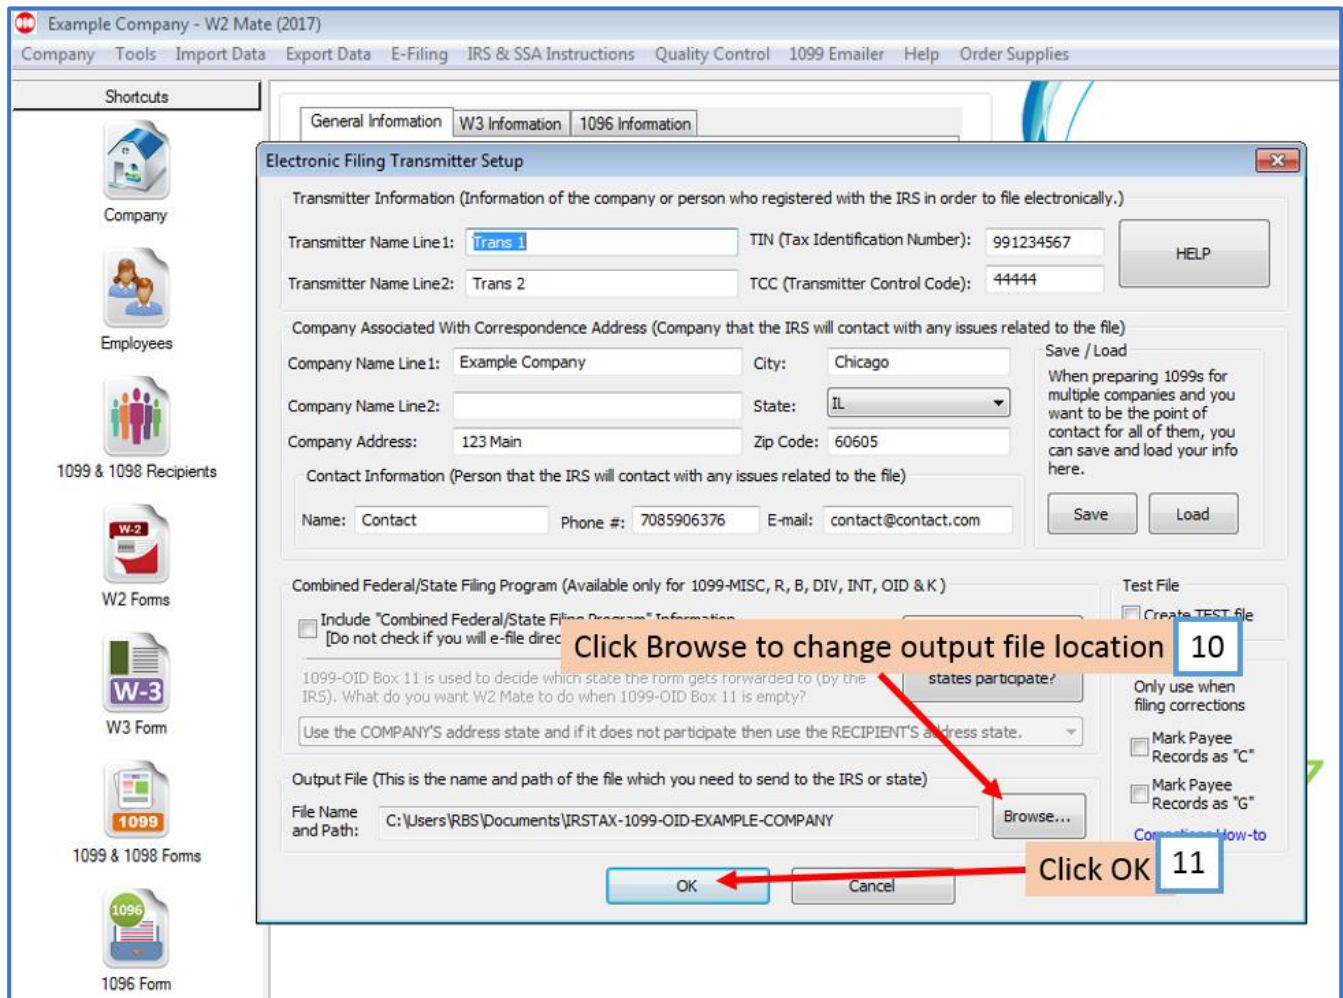 Example Company - W2 Mate (2017)
Company Tools Import Data Export Data E-Filing IRS & SSA Instructions Quality Control 1099 Emailer Help Order Supplies
Shortcuts
Company
Employees
1099 & 1098 Recipients
W-2
W2 Forms
W-3
W3 Form
1099
1099 & 1098 Forms
1096
1096 Form
General Information W3 Information 1096 Information
Electronic Filing Transmitter Setup
Transmitter Information (Information of the company or person who registered with the IRS in order to file electronically.)
Transmitter Name Line1: Trans 1 TIN (Tax Identification Number): 991234567
HELP
Transmitter Name Line2: Trans 2 TCC (Transmitter Control Code): 44444
Company Associated With Correspondence Address (Company that the IRS will contact with any issues related to the file)
Company Name Line1: Example Company City: Chicago
Company Name Line2: State: IL
Company Address: 123 Main Zip Code: 60605
Save / Load
When preparing 1099s for
multiple companies and you
want to be the point of
contact for all of them, you
can save and load your info
here.
Save Load
Contact Information (Person that the IRS will contact with any issues related to the file)
Name: Contact Phone #: 7085906376 E-mail: contact@contact.com
Combined Federal/State Filing Program (Available only for 1099-MISC, R, B, DIV, INT, OID & K )
Include "Combined Federal/State Filing Program" Information
[Do not check if you will e-file direc
Test File
Create TEST file
Click Browse to change output file location 10
1099-OID Box 11 is used to decide which state the form gets forwarded to (by the
IRS). What do you want W2 Mate to do when 1099-OID Box 11 is empty?
states participate?
Use the COMPANY'S address state and if it does not participate then use the RECIPIENT'S address state.
Only use when
filing corrections
Mark Payee
Records as "C"
Mark Payee
Records as "G"
Corrections How-to
Output File (This is the name and path of the file which you need to send to the IRS or state)
File Name
and Path: C:\Users\RBS\Documents\IRSTAX-1099-OID-EXAMPLE-COMPANY
Browse...
Click OK 11
OK Cancel